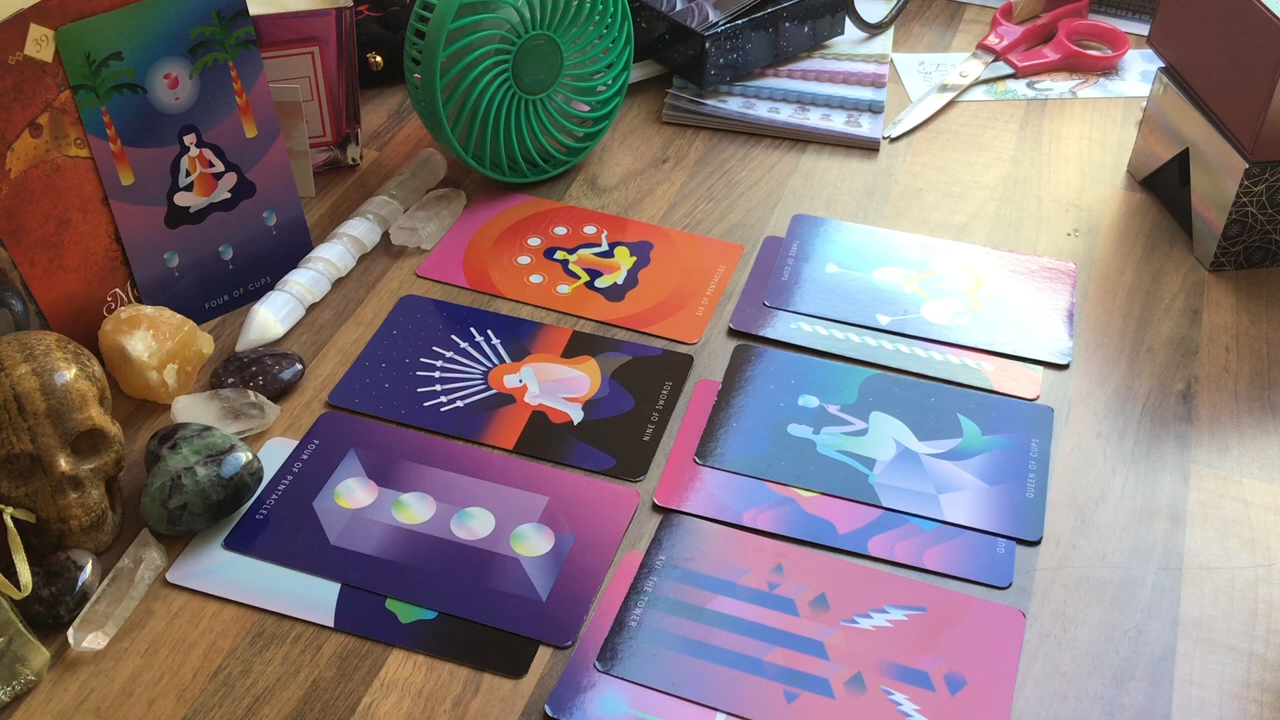 39
FOUR OF CUPS
SIX OF PENTACLES
THREE OF CUPS
NINE OF SWORDS
QUEEN OF CUPS
FOUR OF PENTACLES
XVI. THE TOWER